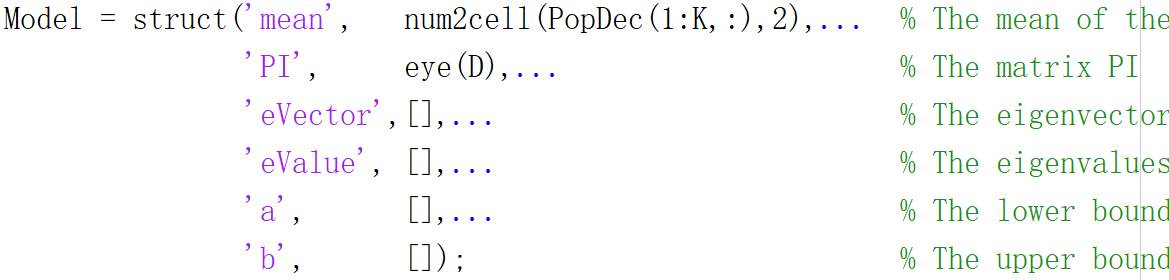 Model = struct('mean',   num2cell(PopDec(1:K,:),2),...  % The mean of the
'PI',     eye(D),...                     % The matrix PI
'eVector',[],...                         % The eigenvector
'eValue', [],...                         % The eigenvalues
'a',      [],...                         % The lower bound
'b',      []);                           % The upper bound